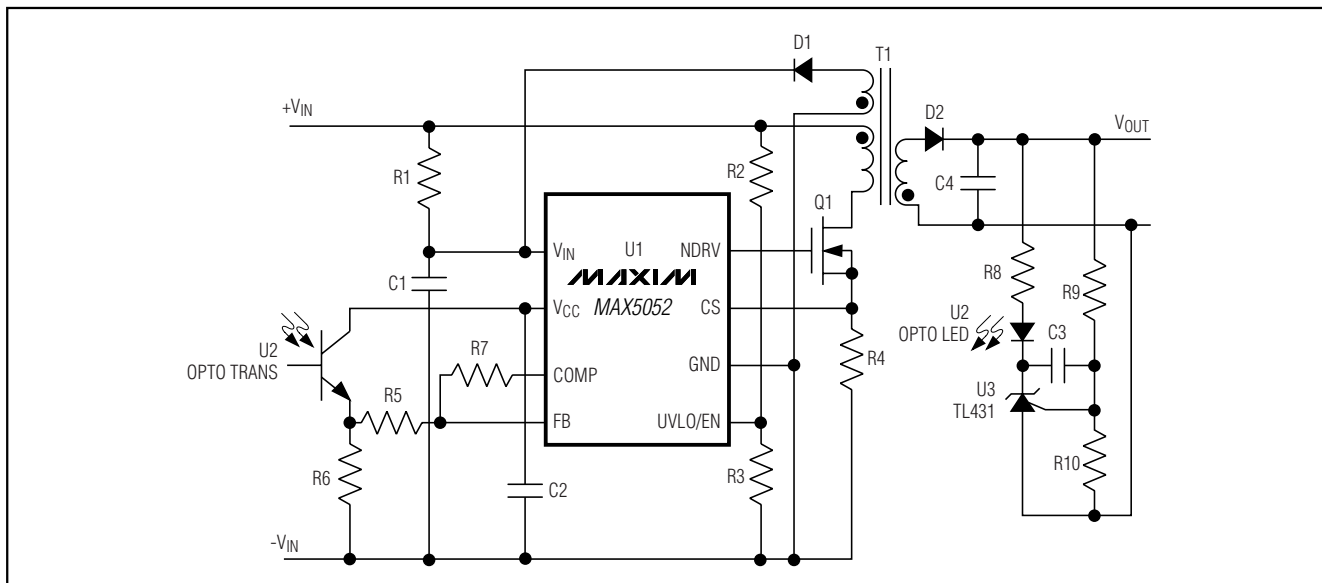 D1
T1
+VIN
D2
VOUT
R1
R2
C4
Q1
VIN
U1
NDRV
MAXIM
R8
R9
C1
VCC
MAX5052
CS
U2
OPTO LED
C3
U2
OPTO TRANS
R7
R4
COMP
GND
U3
TL431
R5
FB
UVLO/EN
R6
R3
R10
C2
-VIN